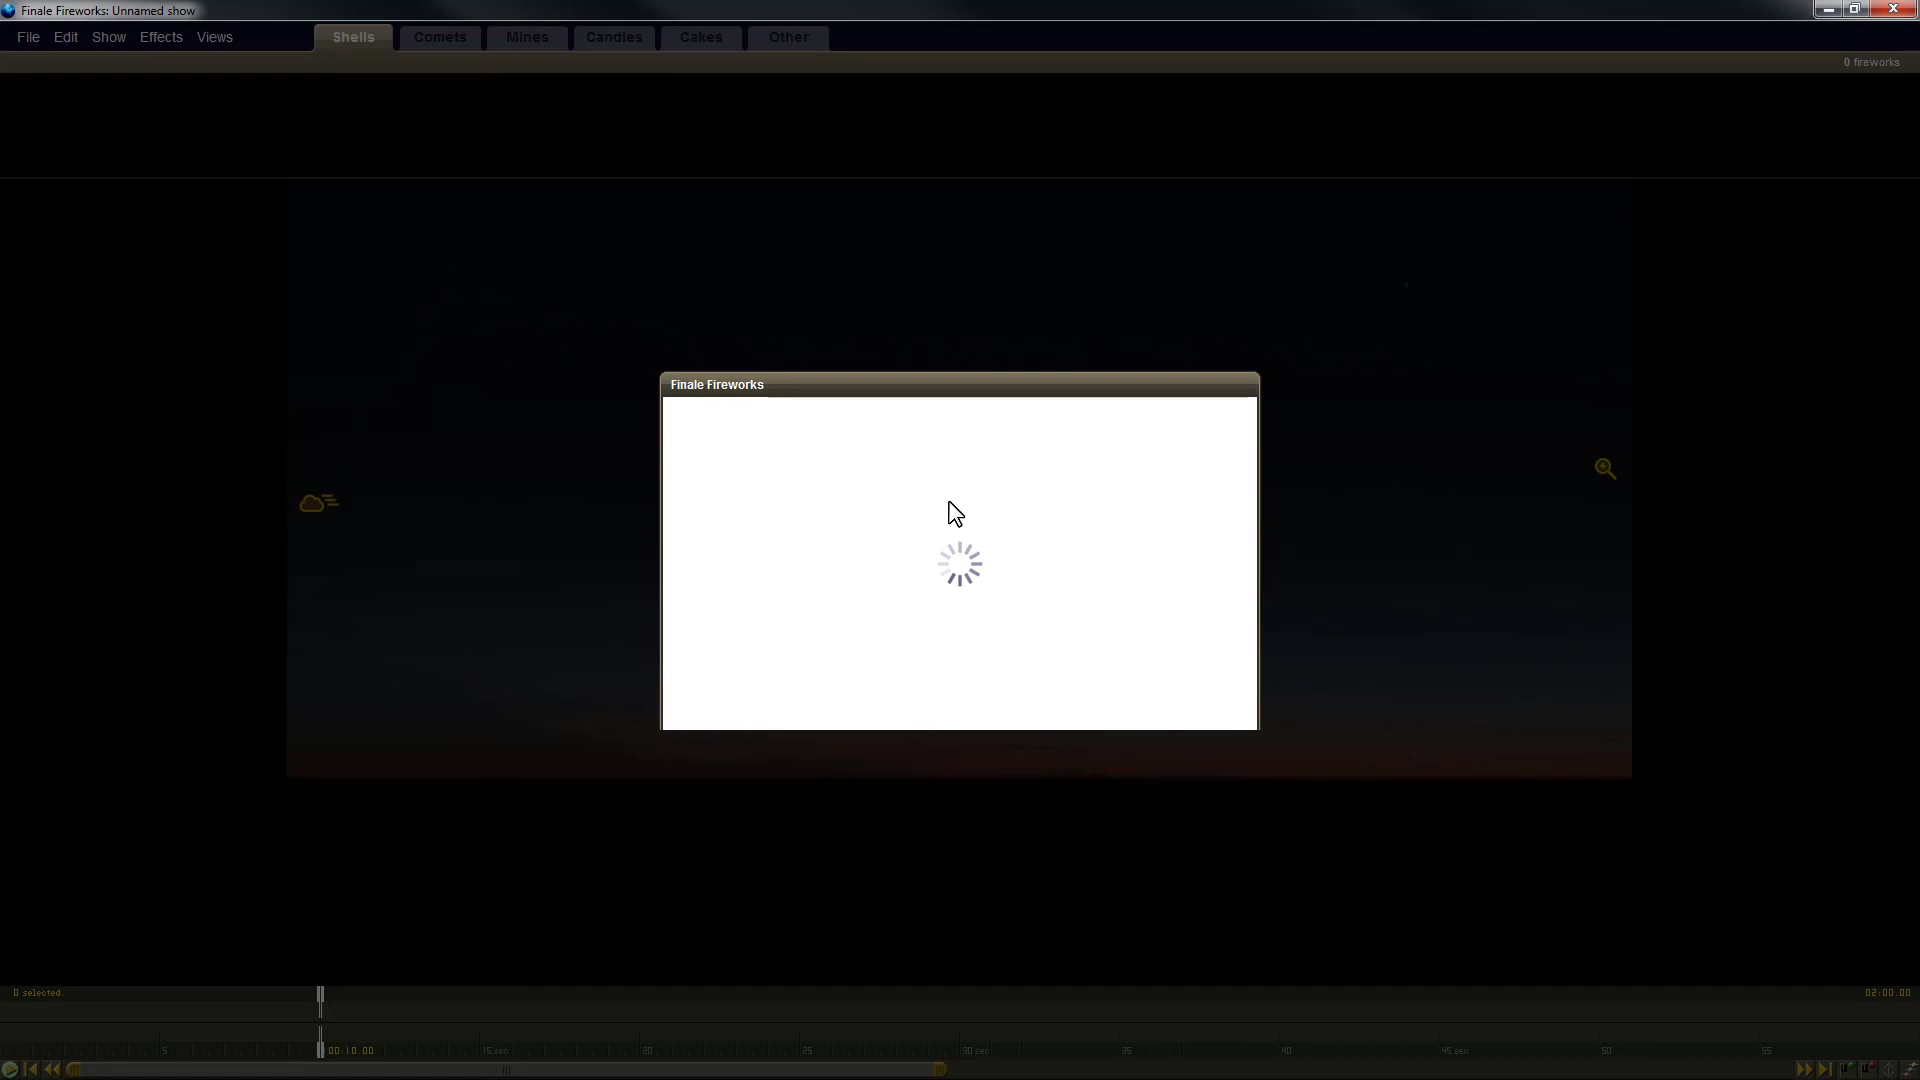 Finale Fireworks: Unnamed show
File Edit Show Effects Views Shells Comets Mines Candles Cakes Other
0 fireworks
Finale Fireworks
0 selected.
02:00.00
5 00:10.00 15 sec 20 25 30 sec 35 40 45 sec 50 55